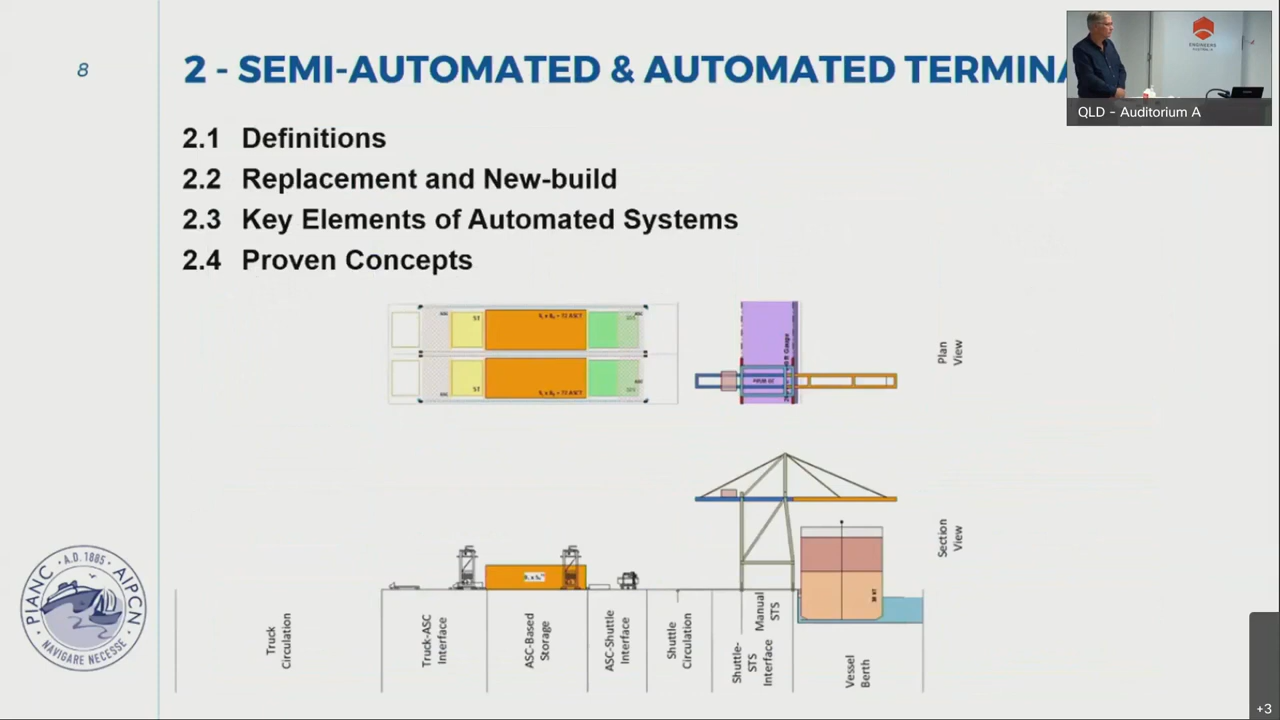 8
2 - SEMI-AUTOMATED & AUTOMATED TERMINA
ENGINEERS
AUSTRALIA
QLD - Auditorium A
2.1 Definitions
2.2 Replacement and New-build
2.3 Key Elements of Automated Systems
2.4 Proven Concepts
Plan
View
Section
View
Truck
Circulation
Truck-ASC
Interface
ASC-Based
Storage
ASC-Shuttle
Interface
Shuttle
Circulation
Shuttle-
STS
Interface
Manual
STS
Vessel
Berth
PIANC · A.D. 1885 · AIPCN
NAVIGARE NECESSE
+3